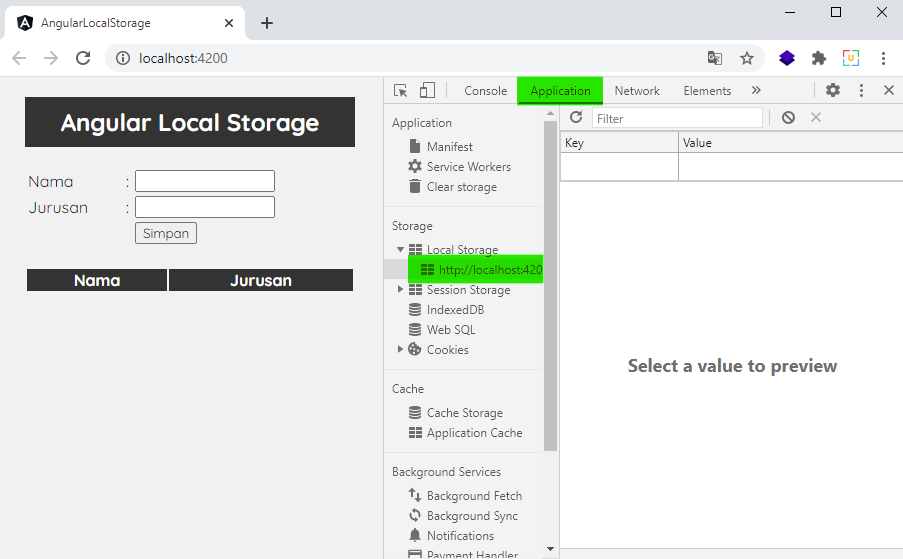 AngularLocalStorage
localhost:4200
Angular Local Storage
Nama :
Jurusan :
Simpan
Nama Jurusan
Console Application Network Elements »
Application
Manifest
Service Workers
Clear storage
Storage
Local Storage
http://localhost:420
Session Storage
IndexedDB
Web SQL
Cookies
Cache
Cache Storage
Application Cache
Background Services
Background Fetch
Background Sync
Notifications
Payment Handler
Filter
Key Value
Select a value to preview